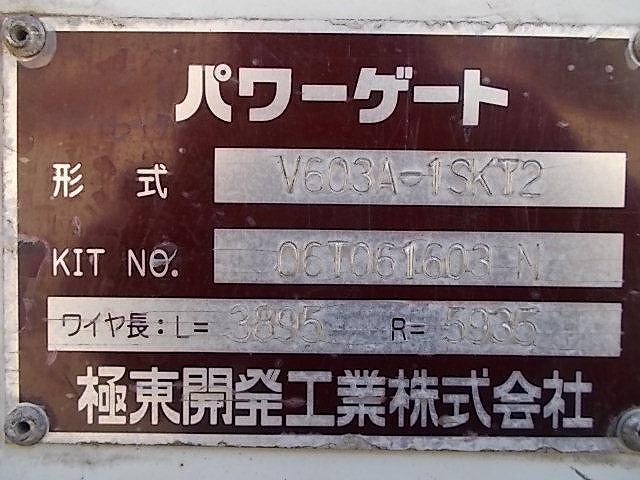 パワーゲート
形 式 V603A-1SKT2
KIT NO. 06T061603 N
ワイヤ長: L= 3895 R= 5935
極東開発工業株式会社